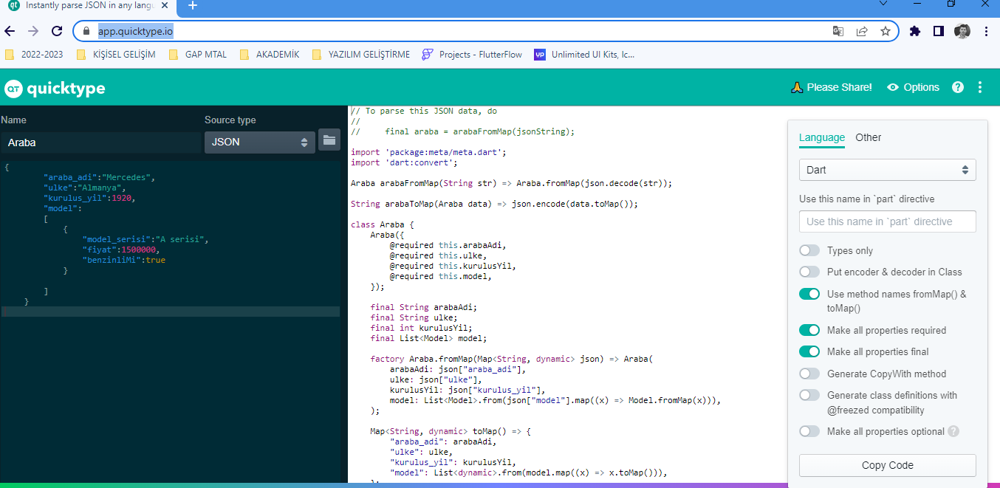 Instantly parse JSON in any langu
app.quicktype.io
2022-2023
KİŞİSEL GELİŞİM
GAP MTAL
AKADEMİK
YAZILIM GELİŞTİRME
Projects - FlutterFlow
Unlimited UI Kits, Ic...
QT quicktype
Please Share!
Options
Name
Source type
Araba
JSON
{
"araba_adi":"Mercedes",
"ulke":"Almanya",
"kurulus_yil":1920,
"model":
[
{
"model_serisi":"A serisi",
"fiyat":1500000,
"benzinliMi":true
}
]
}
// To parse this JSON data, do
//
//     final araba = arabaFromMap(jsonString);
import 'package:meta/meta.dart';
import 'dart:convert';
Araba arabaFromMap(String str) => Araba.fromMap(json.decode(str));
String arabaToMap(Araba data) => json.encode(data.toMap());
class Araba {
Araba({
@required this.arabaAdi,
@required this.ulke,
@required this.kurulusYil,
@required this.model,
});
final String arabaAdi;
final String ulke;
final int kurulusYil;
final List<Model> model;
factory Araba.fromMap(Map<String, dynamic> json) => Araba(
arabaAdi: json["araba_adi"],
ulke: json["ulke"],
kurulusYil: json["kurulus_yil"],
model: List<Model>.from(json["model"].map((x) => Model.fromMap(x))),
);
Map<String, dynamic> toMap() => {
"araba_adi": arabaAdi,
"ulke": ulke,
"kurulus_yil": kurulusYil,
"model": List<dynamic>.from(model.map((x) => x.toMap())),
Language
Other
Dart
Use this name in `part` directive
Use this name in `part` directive
Types only
Put encoder & decoder in Class
Use method names fromMap() &
toMap()
Make all properties required
Make all properties final
Generate CopyWith method
Generate class definitions with
@freezed compatibility
Make all properties optional ?
Copy Code